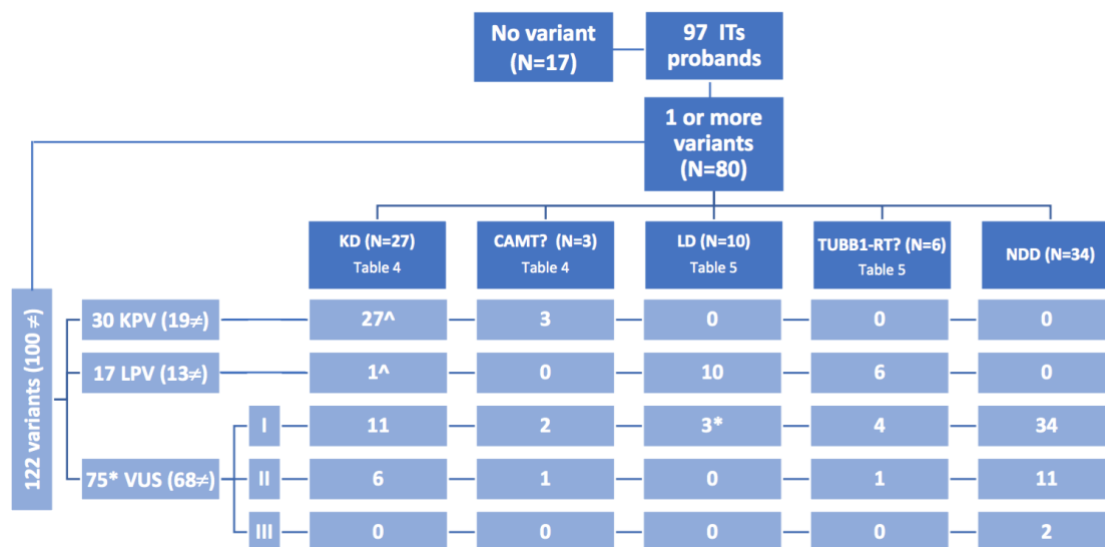 No variant
(N=17)
97 ITs
probands
1 or more
variants
(N=80)
KD (N=27)
Table 4
CAMT? (N=3)
Table 4
LD (N=10)
Table 5
TUBB1-RT? (N=6)
Table 5
NDD (N=34)
122 variants (100 ≠)
30 KPV (19≠)
27^
3
0
0
0
17 LPV (13≠)
1^
0
10
6
0
75* VUS (68≠)
I
11
2
3*
4
34
II
6
1
0
1
11
III
0
0
0
0
2